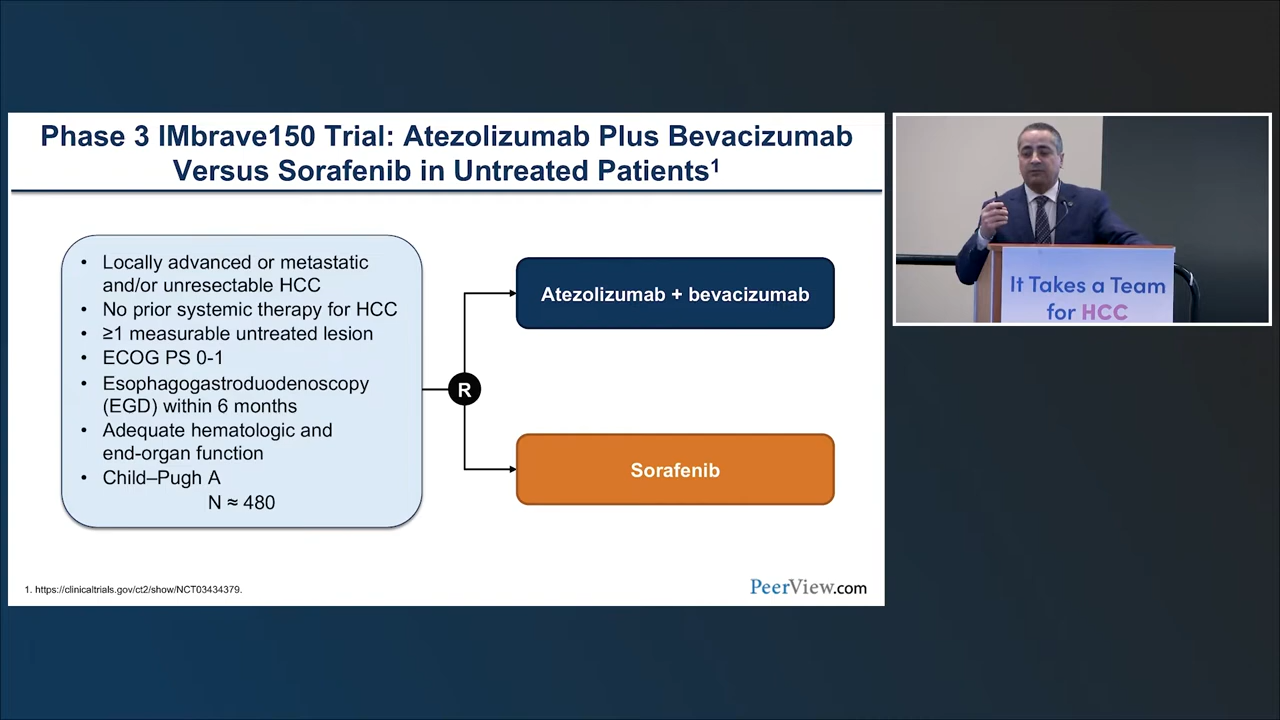 Phase 3 IMbrave150 Trial: Atezolizumab Plus Bevacizumab
Versus Sorafenib in Untreated Patients¹
• Locally advanced or metastatic
and/or unresectable HCC
• No prior systemic therapy for HCC
• ≥1 measurable untreated lesion
• ECOG PS 0-1
• Esophagogastroduodenoscopy
(EGD) within 6 months
• Adequate hematologic and
end-organ function
• Child–Pugh A
N ≈ 480
R
Atezolizumab + bevacizumab
Sorafenib
1. https://clinicaltrials.gov/ct2/show/NCT03434379.
PeerView.com
It Takes a Team
for HCC